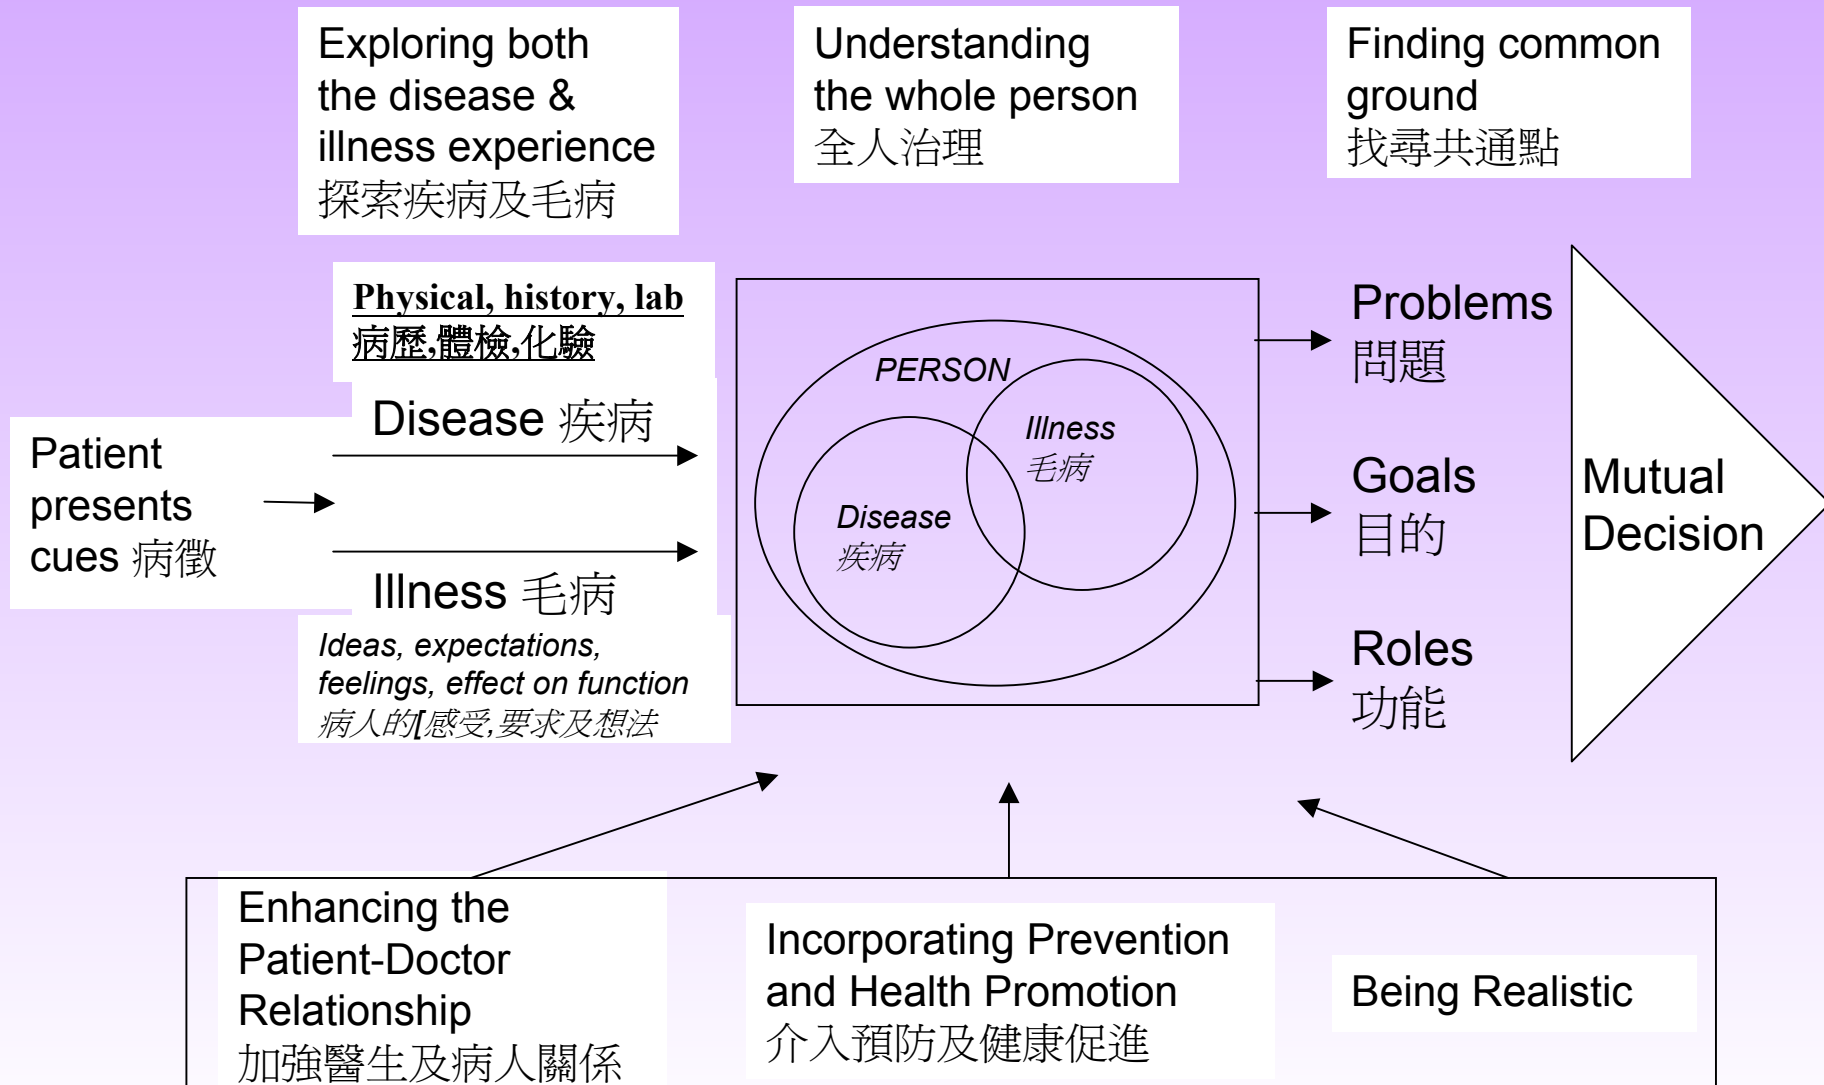 Exploring both
the disease &
illness experience
探索疾病及毛病
Understanding
the whole person
全人治理
Finding common
ground
找尋共通點
Physical, history, lab
病歷,體檢,化驗
Disease 疾病
Patient
presents
cues 病徵
Illness 毛病
Ideas, expectations,
feelings, effect on function
病人的[感受,要求及想法
PERSON
Illness
毛病
Disease
疾病
Problems
問題
Goals
目的
Roles
功能
Mutual
Decision
Enhancing the
Patient-Doctor
Relationship
加強醫生及病人關係
Incorporating Prevention
and Health Promotion
介入預防及健康促進
Being Realistic